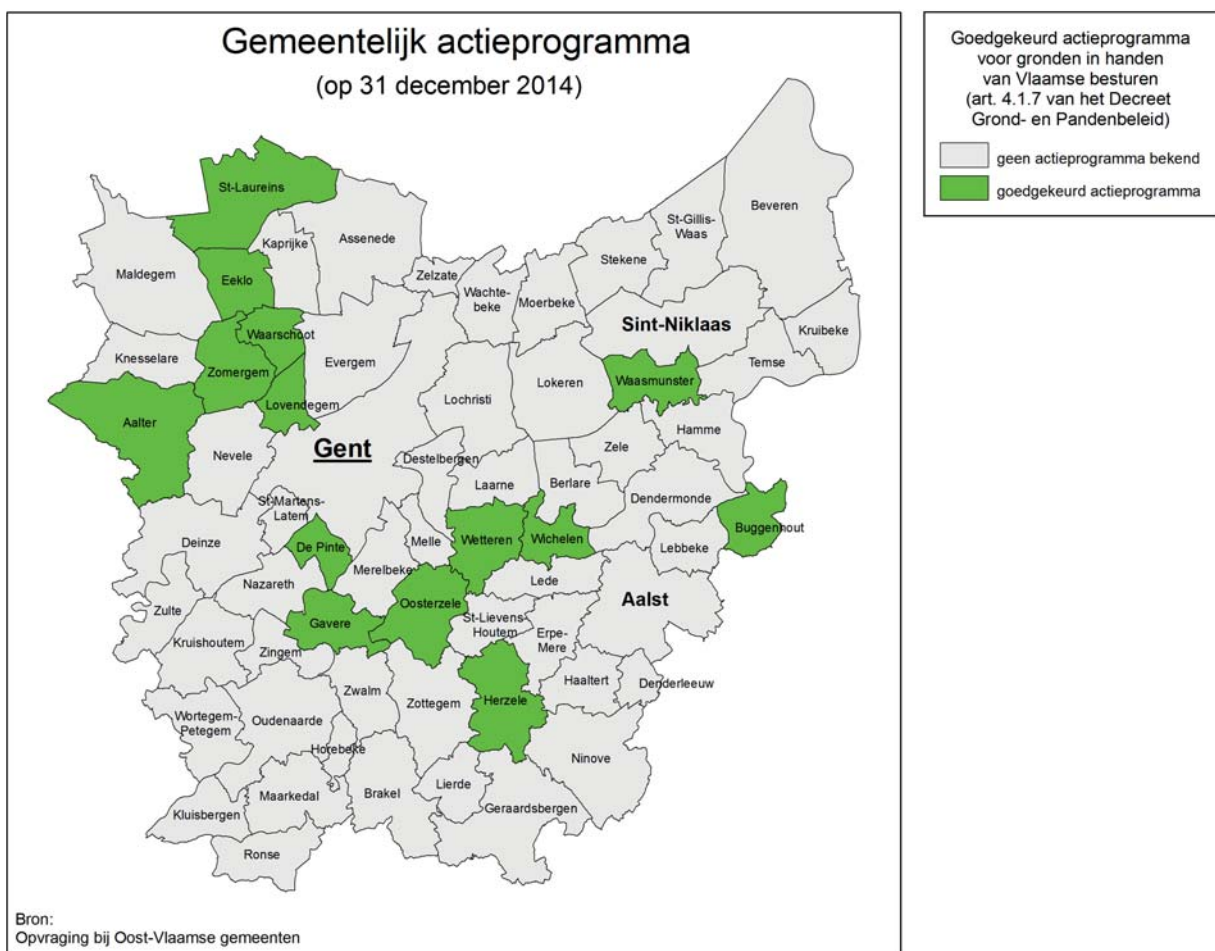 Gemeentelijk actieprogramma
(op 31 december 2014)
Goedgekeurd actieprogramma
voor gronden in handen
van Vlaamse besturen
(art. 4.1.7 van het Decreet
Grond- en Pandenbeleid)
geen actieprogramma bekend
goedgekeurd actieprogramma
St-Laureins
Beveren
St-Gillis-
Waas
Assenede
Kaprijke
Stekene
Maldegem
Eeklo
Zelzate
Wachte-
beke
Moerbeke
Sint-Niklaas
Kruibeke
Waarschoot
Knesselare
Evergem
Temse
Zomergem
Lokeren
Waasmunster
Lochristi
Lovendegem
Aalter
Hamme
Gent
Zele
Nevele
Destelbergen
Laarne
Berlare
Dendermonde
St-Martens-
Latem
Buggenhout
Deinze
De Pinte
Melle
Wetteren
Wichelen
Lebbeke
Merelbeke
Nazareth
Lede
Oosterzele
Aalst
Zulte
Gavere
St-Lievens-
Houtem
Erpe-
Mere
Kruishoutem
Zingem
Haaltert
Denderleeuw
Zwalm
Zottegem
Herzele
Wortegem-
Petegem
Oudenaarde
Horebeke
Ninove
Lierde
Maarkedal
Brakel
Geraardsbergen
Kluisbergen
Ronse
Bron:
Opvraging bij Oost-Vlaamse gemeenten